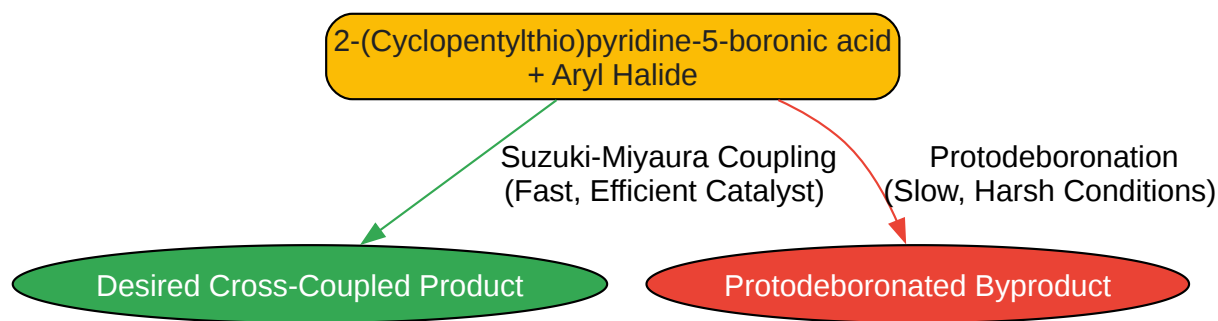 2-(Cyclopentylthio)pyridine-5-boronic acid
+ Aryl Halide
Suzuki-Miyaura Coupling
(Fast, Efficient Catalyst)
Protodeboronation
(Slow, Harsh Conditions)
Desired Cross-Coupled Product
Protodeboronated Byproduct